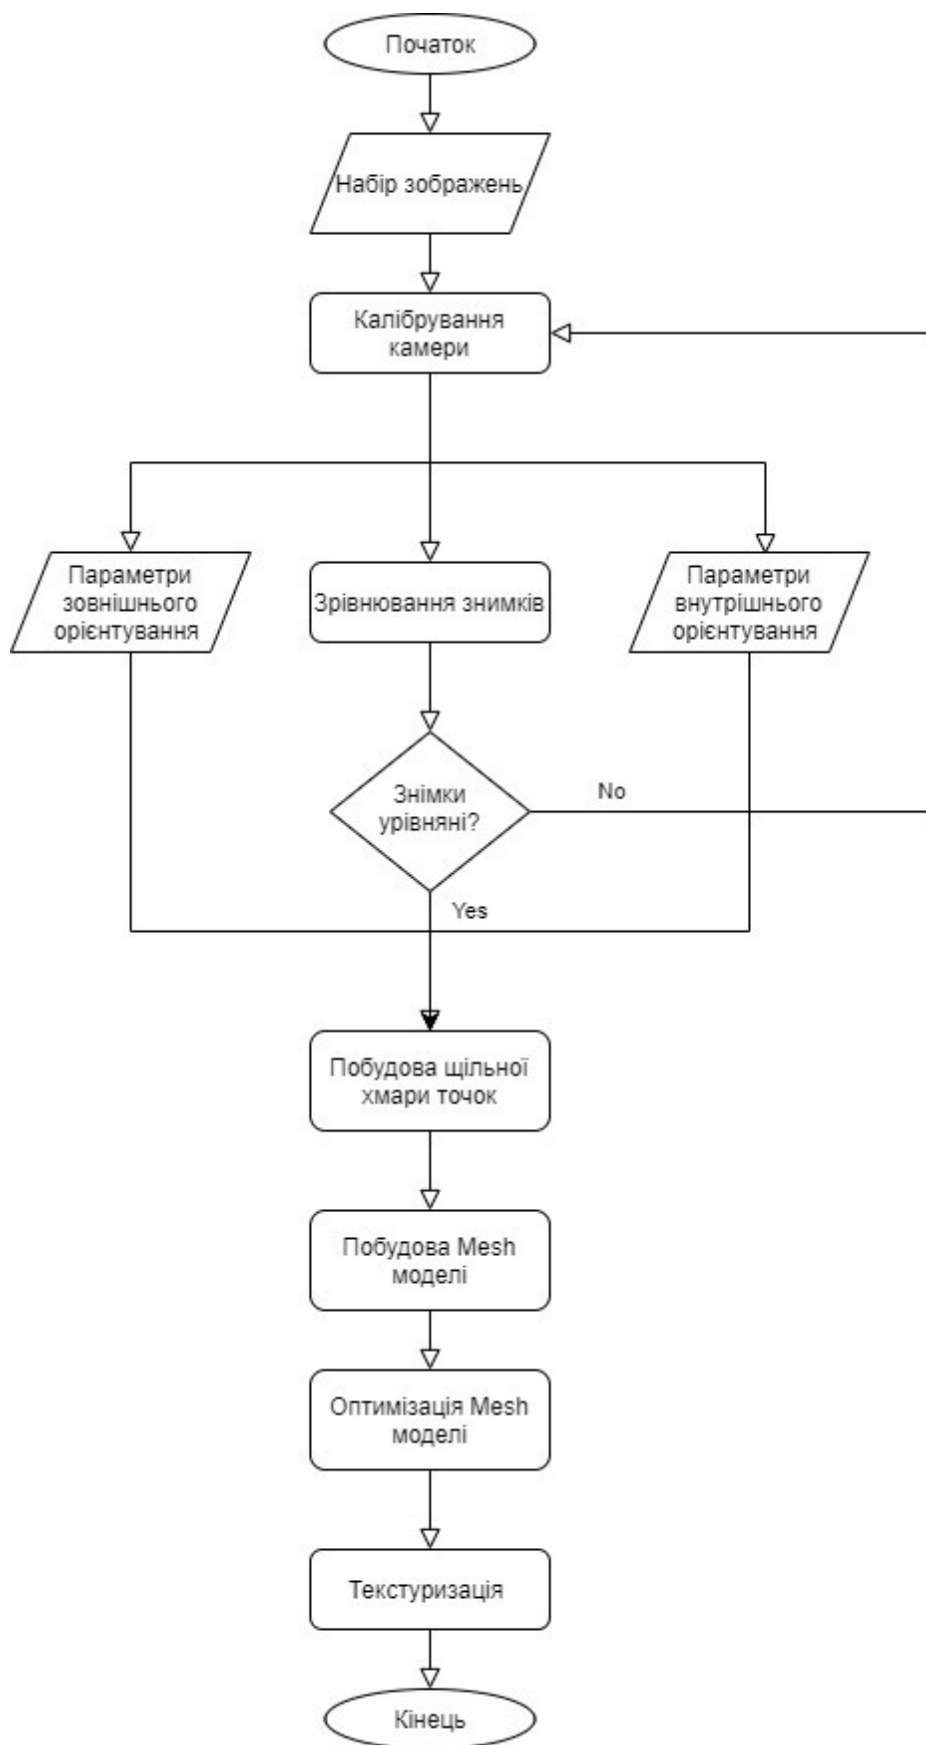 Початок
Набір зображень
Калібрування
камери
Параметри
зовнішнього
орієнтування
Зрівнювання знимків
Параметри
внутрішнього
орієнтування
Знімки
урівняні?
No
Yes
Побудова щільної
хмари точок
Побудова Mesh
моделі
Оптимізація Mesh
моделі
Текстуризація
Кінець